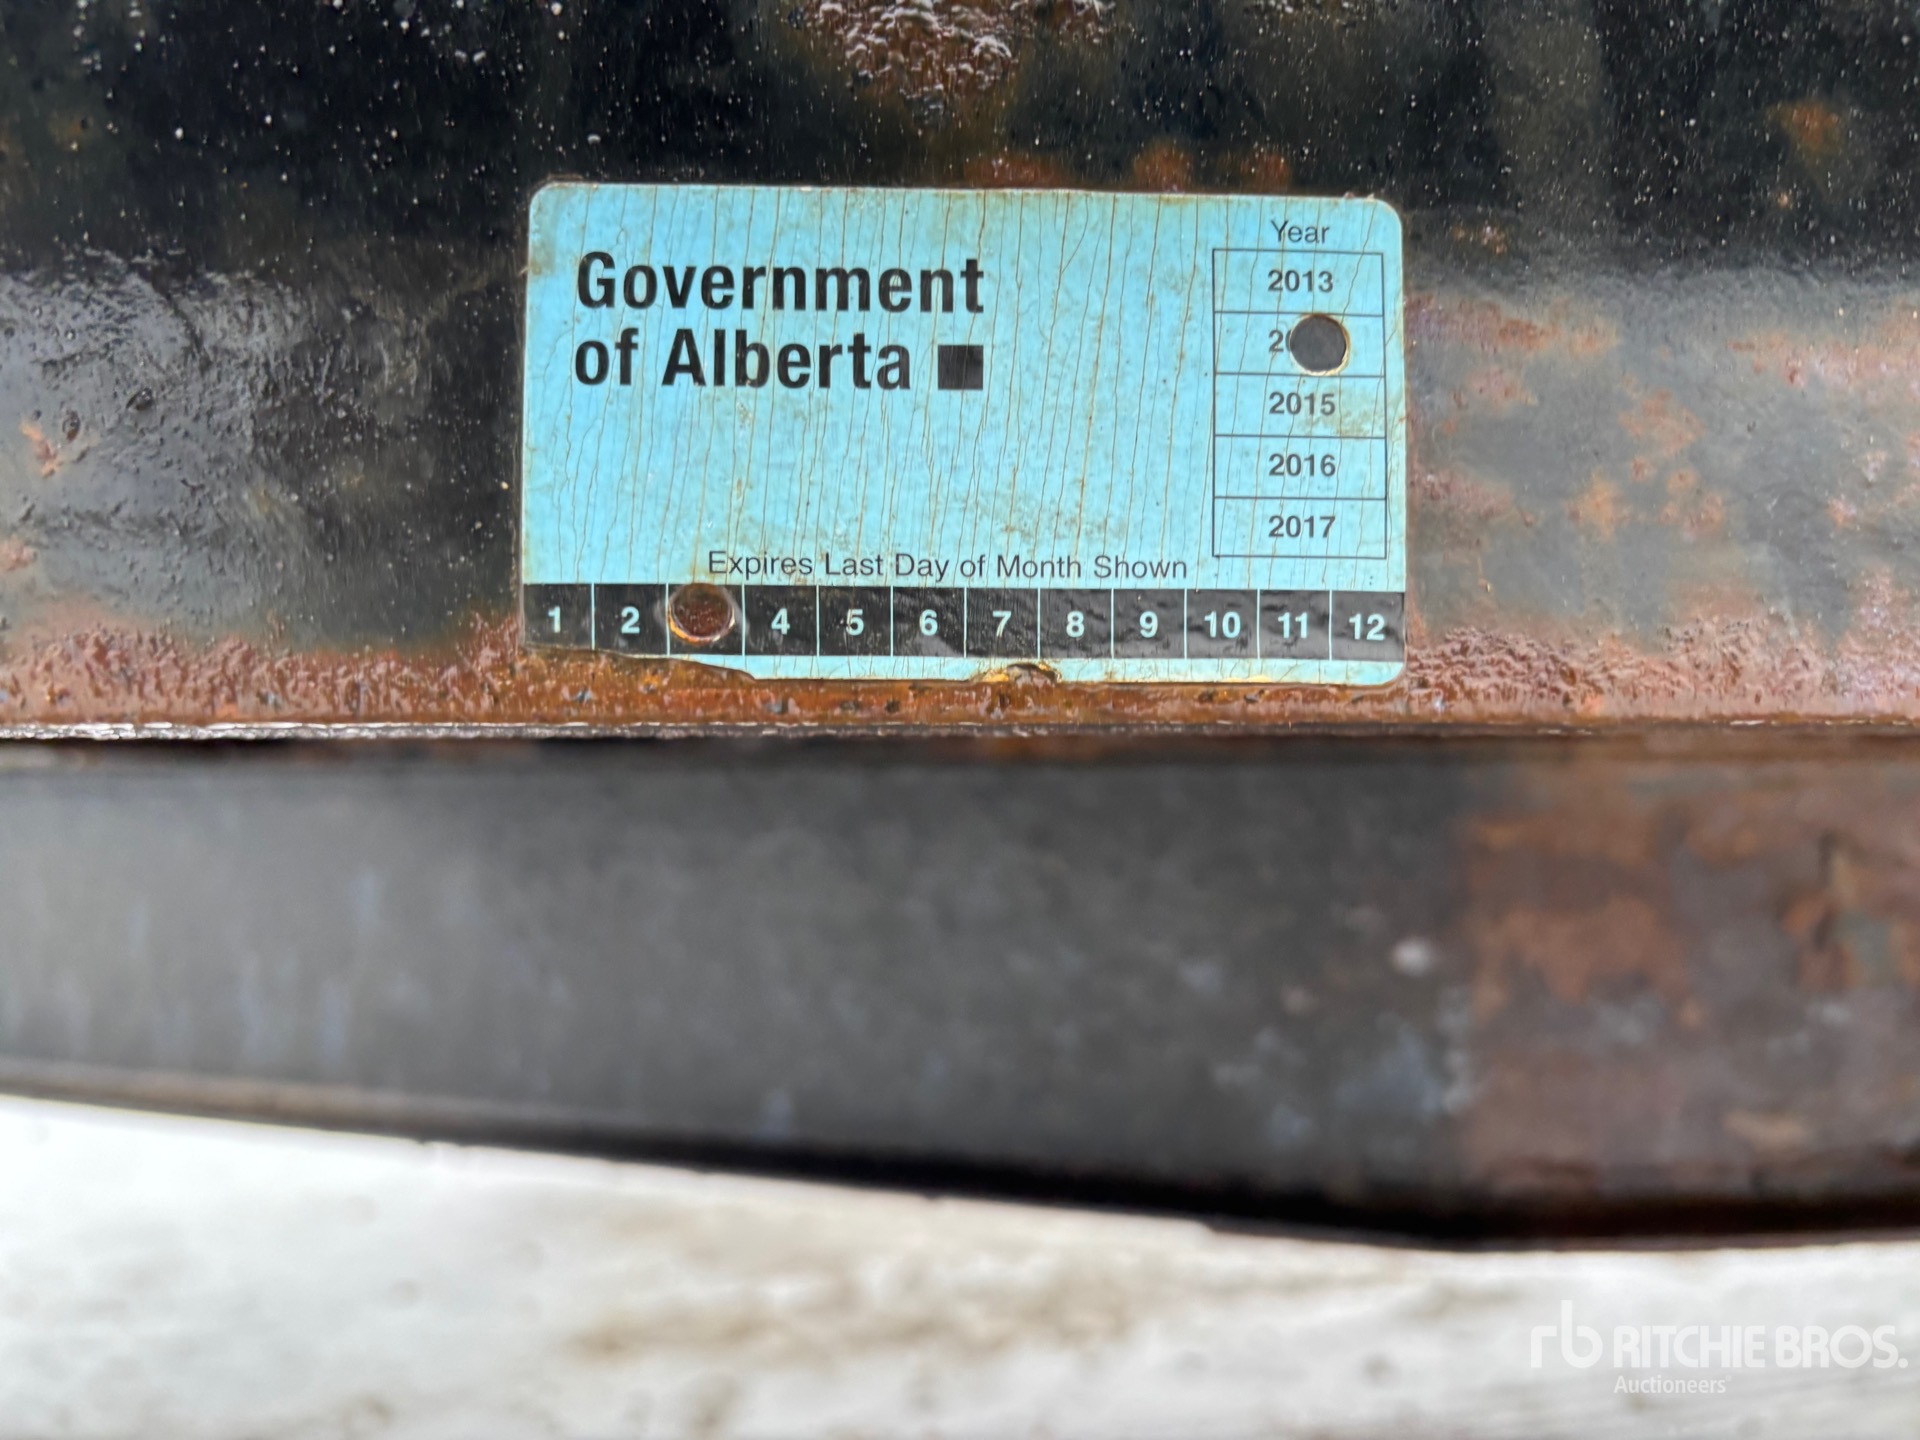 Government
of Alberta
Year
2013
2015
2016
2017
Expires Last Day of Month Shown
1 2 4 5 6 7 8 9 10 11 12
rb RITCHIE BROS.
Auctioneers